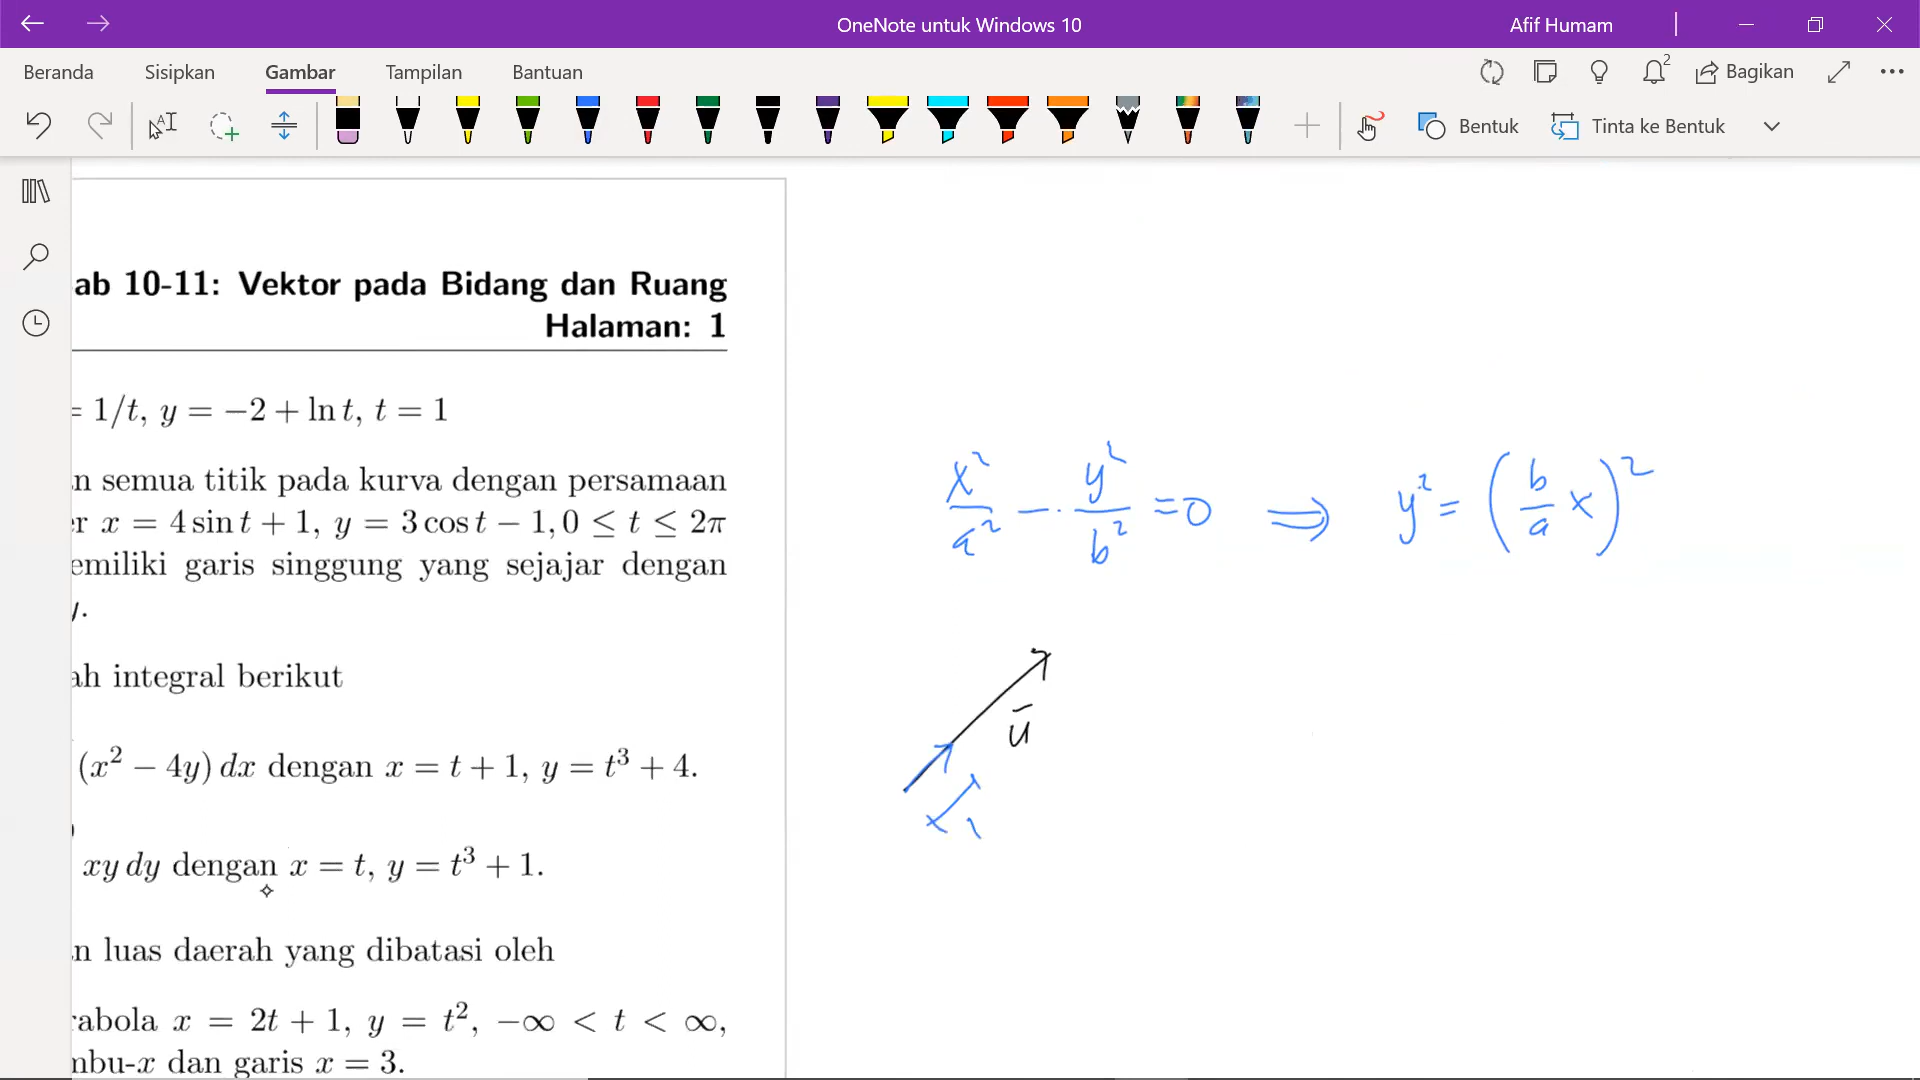 OneNote untuk Windows 10
Afif Humam
Beranda Sisipkan Gambar Tampilan Bantuan
2
Bagikan
Bentuk Tinta ke Bentuk
ab 10-11: Vektor pada Bidang dan Ruang
Halaman: 1
= 1/t, y = −2 + ln t, t = 1
n semua titik pada kurva dengan persamaan
er x = 4 sin t + 1, y = 3 cos t − 1, 0 ≤ t ≤ 2π
emiliki garis singgung yang sejajar dengan
y.
ah integral berikut
(x² − 4y) dx dengan x = t + 1, y = t³ + 4.
xy dy dengan x = t, y = t³ + 1.
n luas daerah yang dibatasi oleh
rabola x = 2t + 1, y = t², −∞ < t < ∞,
mbu-x dan garis x = 3.
x²/a² − y²/b² = 0 ⟹ y² = (b/a x)²
ū